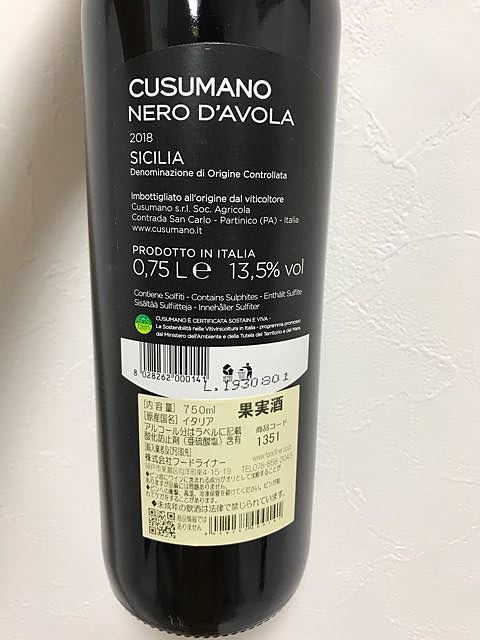 CUSUMANO
NERO D'AVOLA
2018
SICILIA
Denominazione di Origine Controllata
Imbottigliato all'origine dal viticoltore
Cusumano s.r.l. Soc. Agricola
Contrada San Carlo - Partinico (PA) - Italia
www.cusumano.it
PRODOTTO IN ITALIA
0,75 L e 13,5% vol
Contiene Solfiti - Contains Sulphites - Enthält Sulfite
Sisältää Sulfiitteja - Innehåller Sulfiter
CUSUMANO È CERTIFICATA SOSTAIN E VIVA -
La Sostenibilità nella Vitivinicoltura in Italia - programma promosso
dal Ministero dell'Ambiente e della Tutela del Territorio e del Mare.
8 028262 000141
L.1930801
[内容量] 750ml 果実酒
[原産国名] イタリア 商品コード
アルコール分はラベルに記載 1351
酸化防止剤(亜硫酸塩)含有
株式会社フードライナー
◆未成年の飲酒は法律で禁じられています。